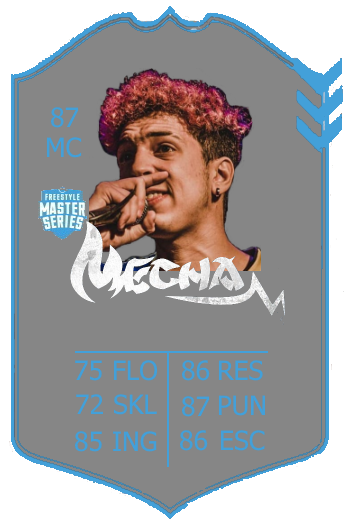 87
MC
FREESTYLE
MASTER
SERIES
MECHA
75 FLO 86 RES
72 SKL 87 PUN
85 ING 86 ESC